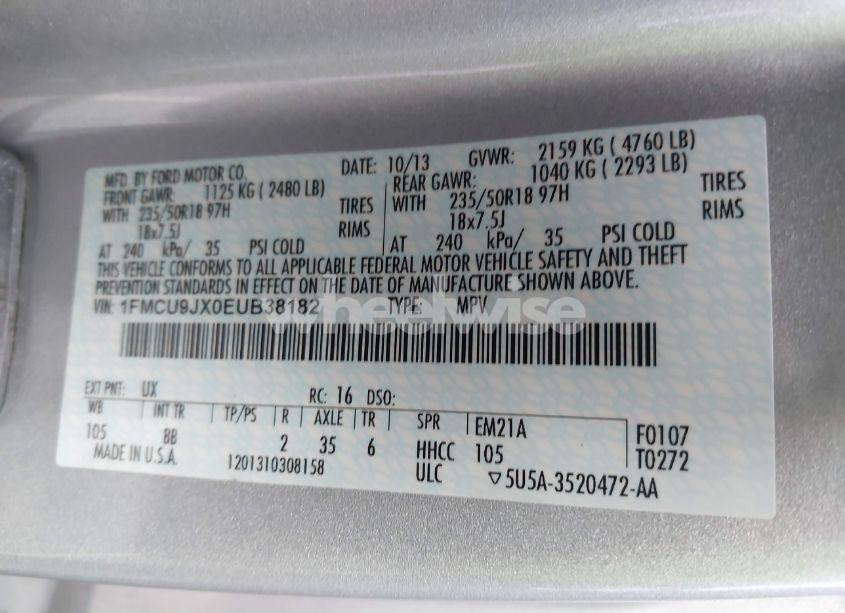 MFD. BY FORD MOTOR CO. DATE: 10/13 GVWR: 2159 KG ( 4760 LB)
FRONT GAWR: 1125 KG ( 2480 LB) REAR GAWR: 1040 KG ( 2293 LB)
WITH 235/50R18 97H TIRES WITH 235/50R18 97H TIRES
18x7.5J RIMS 18x7.5J RIMS
AT 240 kPa/ 35 PSI COLD AT 240 kPa/ 35 PSI COLD
THIS VEHICLE CONFORMS TO ALL APPLICABLE FEDERAL MOTOR VEHICLE SAFETY AND THEFT
PREVENTION STANDARDS IN EFFECT ON THE DATE OF MANUFACTURE SHOWN ABOVE.
VIN: 1FMCU9JX0EUB38182 TYPE: MPV
wheelwise
EXT PNT: UX RC: 16 DSO:
WB INT TR TP/PS R AXLE TR SPR EM21A F0107
105 BB 2 35 6 HHCC 105 T0272
MADE IN U.S.A. 1201310308158 ULC ▽5U5A-3520472-AA